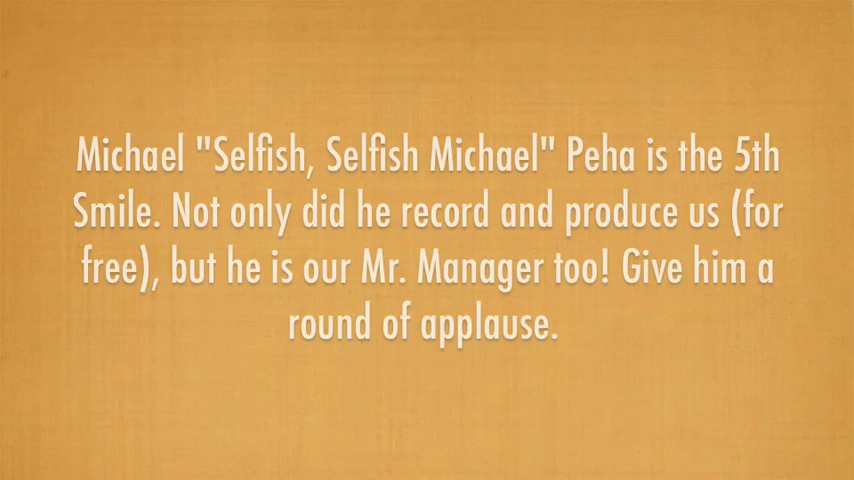 Michael "Selfish, Selfish Michael" Peha is the 5th
Smile. Not only did he record and produce us (for
free), but he is our Mr. Manager too! Give him a
round of applause.